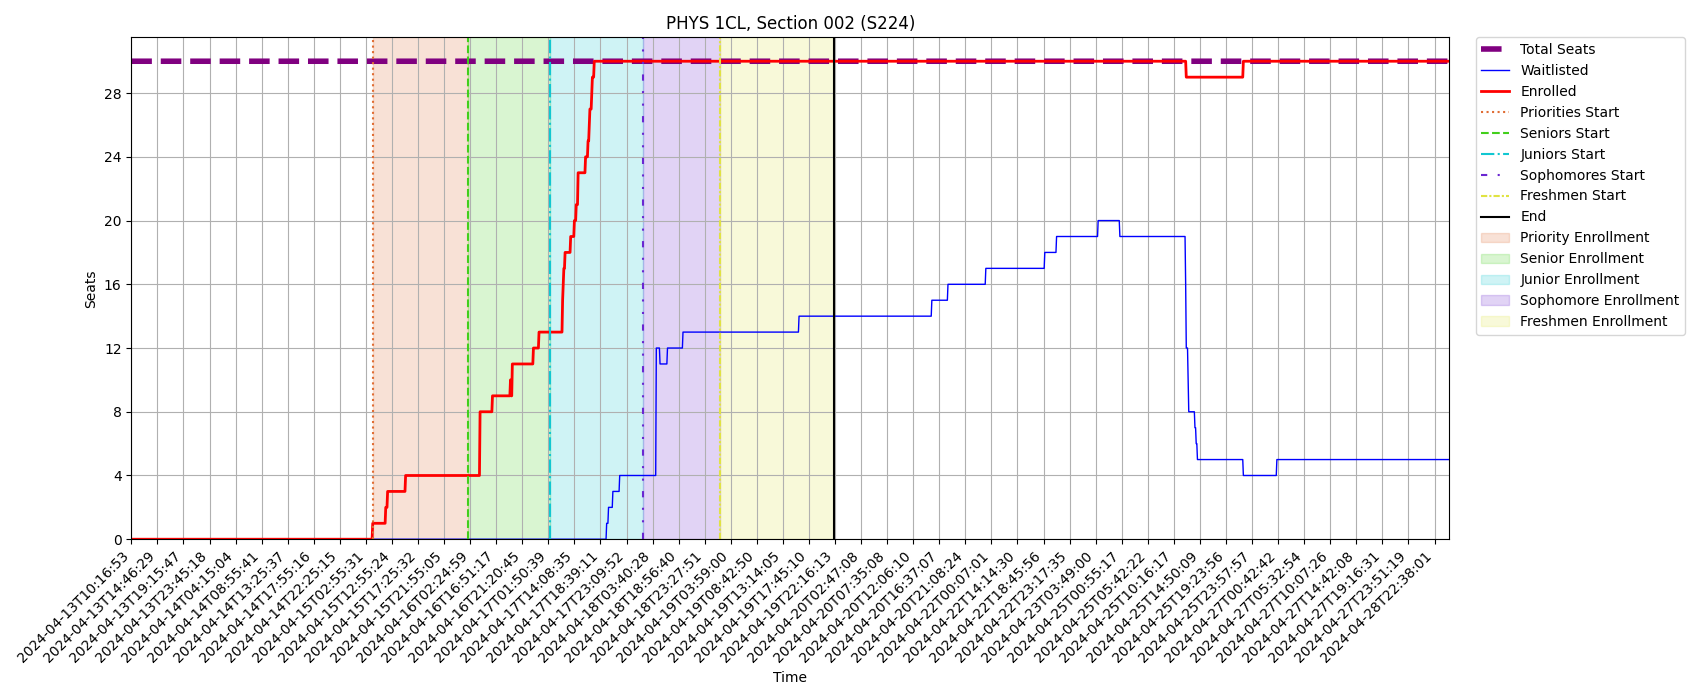 PHYS 1CL, Section 002 (S224)
Total Seats
Waitlisted
Enrolled
Priorities Start
Seniors Start
Juniors Start
Sophomores Start
Freshmen Start
End
Priority Enrollment
Senior Enrollment
Junior Enrollment
Sophomore Enrollment
Freshmen Enrollment
Seats
28
24
20
16
12
8
4
0
2024-04-13T10:16:53
2024-04-13T14:46:29
2024-04-13T19:15:47
2024-04-13T23:45:18
2024-04-14T04:15:04
2024-04-14T08:55:41
2024-04-14T13:25:37
2024-04-14T17:55:16
2024-04-14T22:25:15
2024-04-15T02:55:31
2024-04-15T12:55:24
2024-04-15T17:25:32
2024-04-15T21:55:05
2024-04-16T02:24:59
2024-04-16T16:51:17
2024-04-16T21:20:45
2024-04-17T01:50:39
2024-04-17T14:08:35
2024-04-17T18:39:11
2024-04-17T23:09:52
2024-04-18T03:40:28
2024-04-18T18:56:40
2024-04-18T23:27:51
2024-04-19T03:59:00
2024-04-19T08:42:50
2024-04-19T13:14:05
2024-04-19T17:45:10
2024-04-19T22:16:13
2024-04-20T02:47:08
2024-04-20T07:35:08
2024-04-20T12:06:10
2024-04-20T16:37:07
2024-04-20T21:08:24
2024-04-22T00:07:01
2024-04-22T14:14:30
2024-04-22T18:45:56
2024-04-22T23:17:35
2024-04-23T03:49:00
2024-04-25T00:55:17
2024-04-25T05:42:22
2024-04-25T10:16:17
2024-04-25T14:50:09
2024-04-25T19:23:56
2024-04-25T23:57:57
2024-04-27T00:42:42
2024-04-27T05:32:54
2024-04-27T10:07:26
2024-04-27T14:42:08
2024-04-27T19:16:31
2024-04-27T23:51:19
2024-04-28T22:38:01
Time